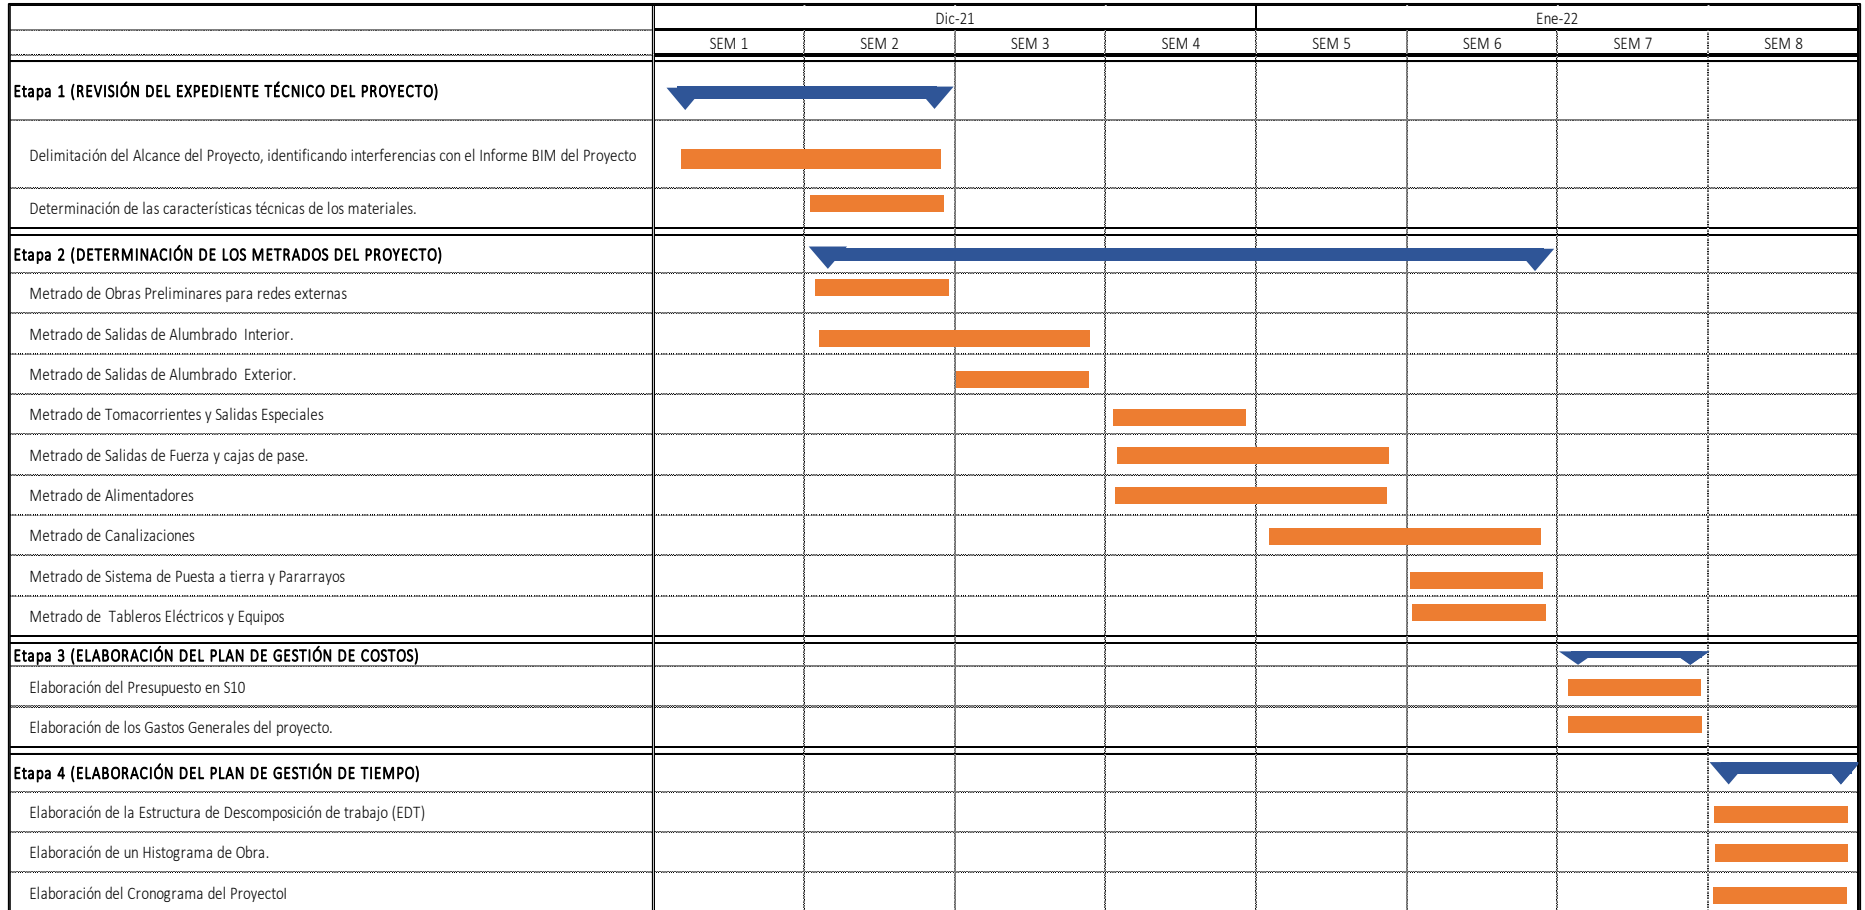 Dic-21 Ene-22
SEM 1 SEM 2 SEM 3 SEM 4 SEM 5 SEM 6 SEM 7 SEM 8
Etapa 1 (REVISIÓN DEL EXPEDIENTE TÉCNICO DEL PROYECTO)
Delimitación del Alcance del Proyecto, identificando interferencias con el Informe BIM del Proyecto
Determinación de las características técnicas de los materiales.
Etapa 2 (DETERMINACIÓN DE LOS METRADOS DEL PROYECTO)
Metrado de Obras Preliminares para redes externas
Metrado de Salidas de Alumbrado Interior.
Metrado de Salidas de Alumbrado Exterior.
Metrado de Tomacorrientes y Salidas Especiales
Metrado de Salidas de Fuerza y cajas de pase.
Metrado de Alimentadores
Metrado de Canalizaciones
Metrado de Sistema de Puesta a tierra y Pararrayos
Metrado de Tableros Eléctricos y Equipos
Etapa 3 (ELABORACIÓN DEL PLAN DE GESTIÓN DE COSTOS)
Elaboración del Presupuesto en S10
Elaboración de los Gastos Generales del proyecto.
Etapa 4 (ELABORACIÓN DEL PLAN DE GESTIÓN DE TIEMPO)
Elaboración de la Estructura de Descomposición de trabajo (EDT)
Elaboración de un Histograma de Obra.
Elaboración del Cronograma del Proyectol